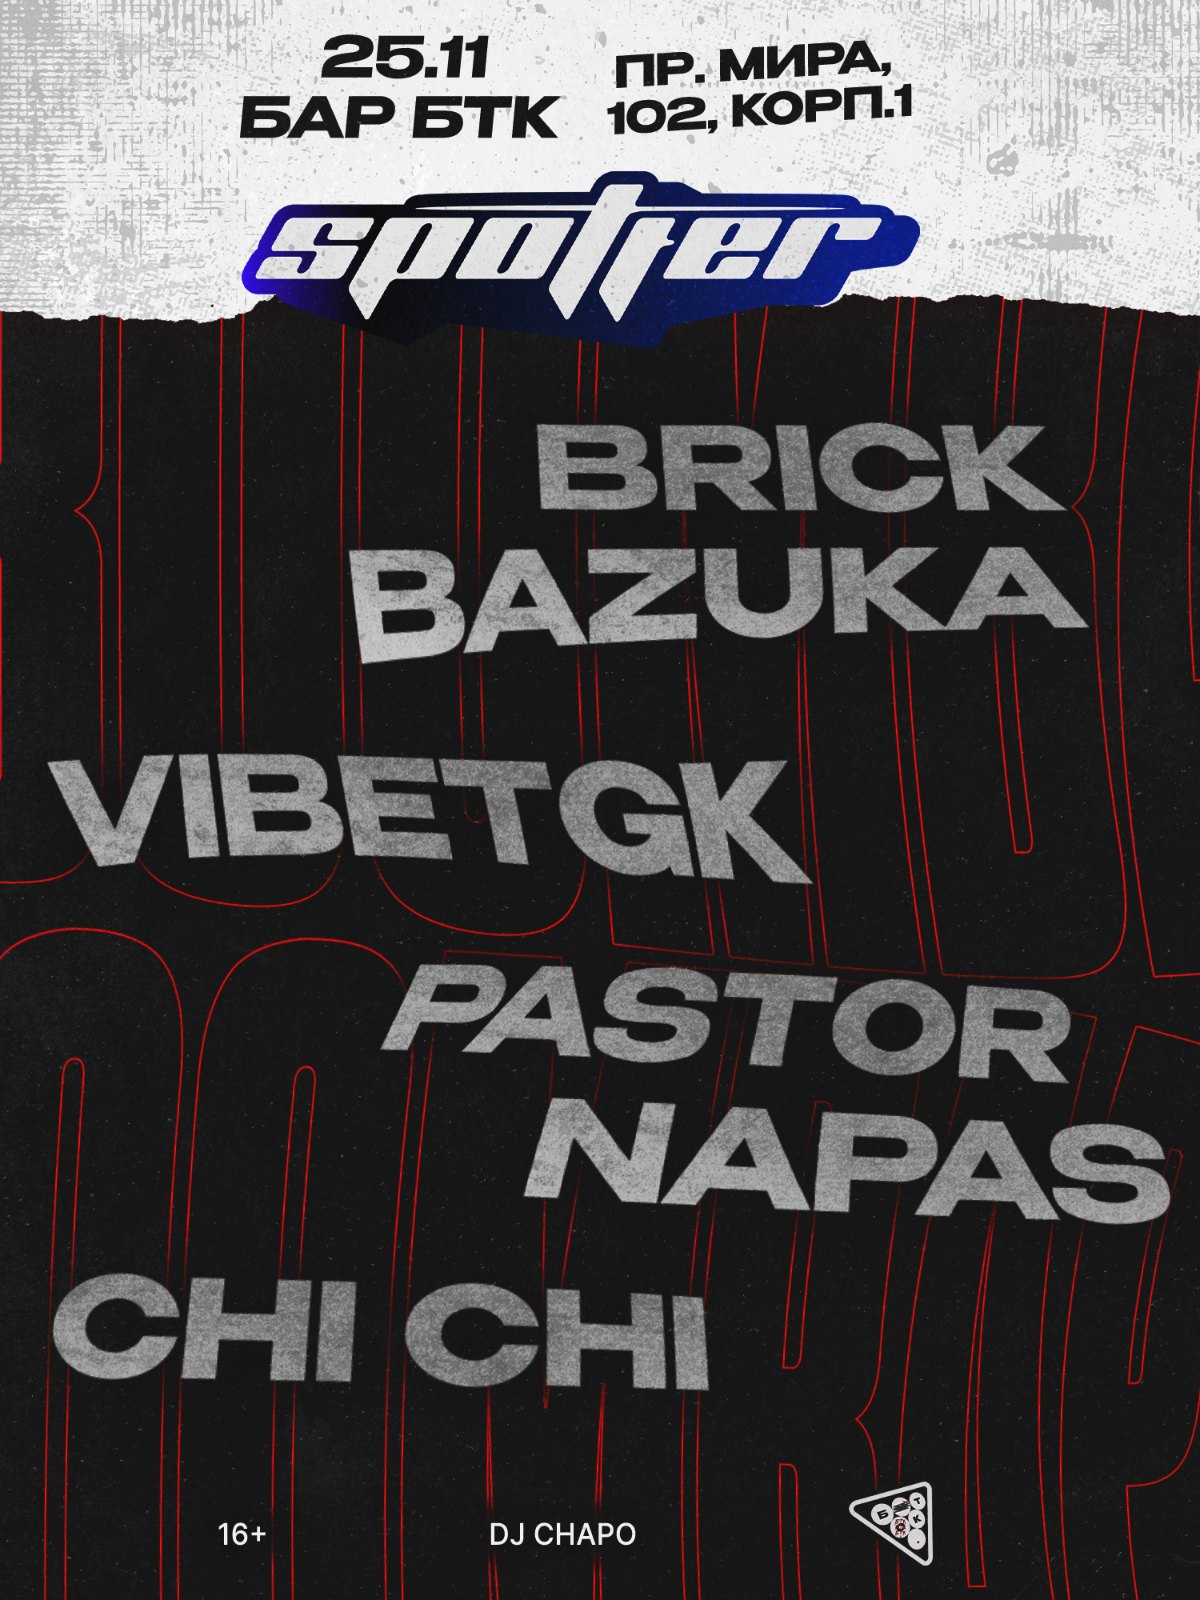 25.11
БАР БТК
ПР. МИРА,
102, КОРП.1
spotter
BRICK
BAZUKA
VIBETGK
PASTOR
NAPAS
CHI CHI
16+
DJ CHAPO
БТК